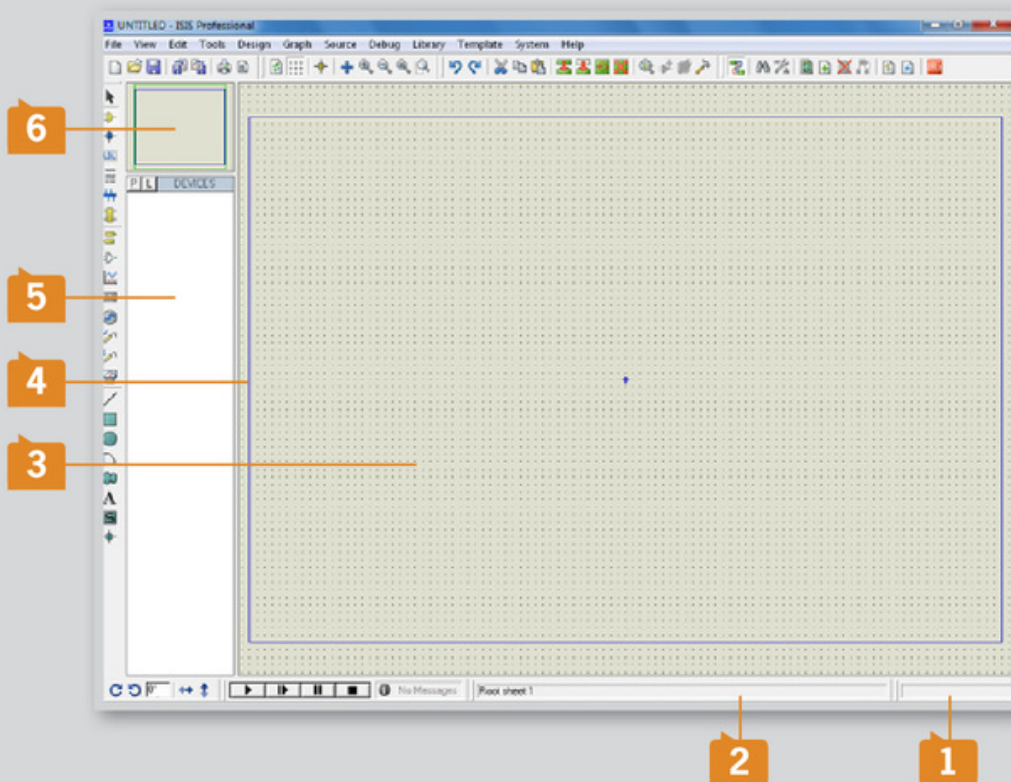 UNTITLED - ISIS Professional
File View Edit Tools Design Graph Source Debug Library Template System Help
6
P L DEVICES
5
4
3
A
0° No Messages Root sheet 1
2 1